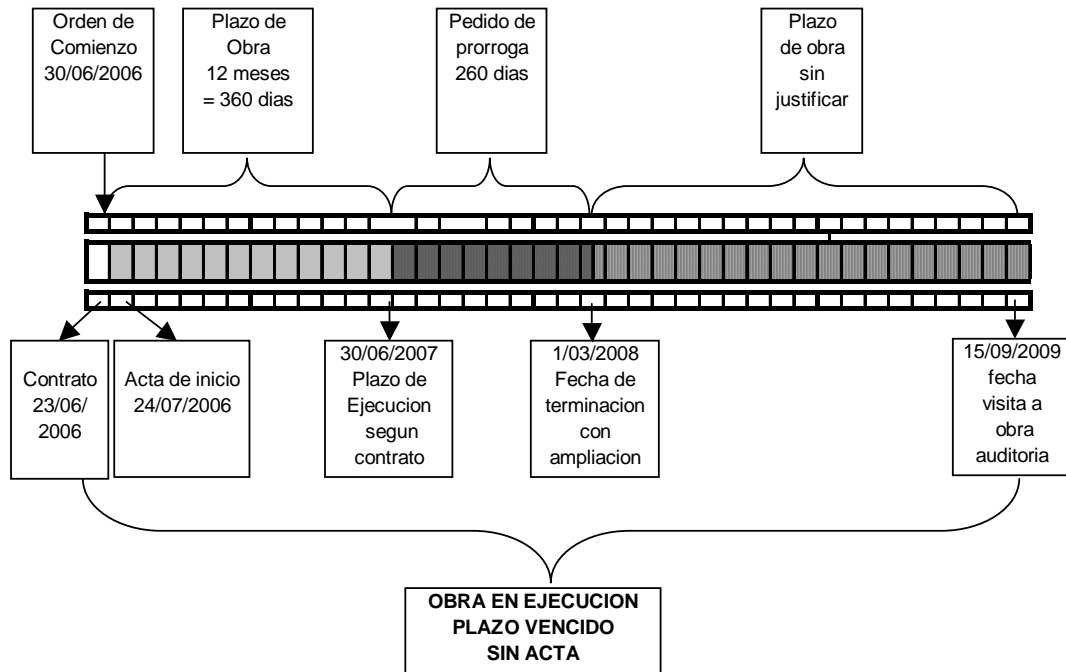 Orden de
Comienzo
30/06/2006
Plazo de
Obra
12 meses
= 360 dias
Pedido de
prorroga
260 dias
Plazo
de obra
sin
justificar
Contrato
23/06/
2006
Acta de inicio
24/07/2006
30/06/2007
Plazo de
Ejecucion
segun
contrato
1/03/2008
Fecha de
terminacion
con
ampliacion
15/09/2009
fecha
visita a
obra
auditoria
OBRA EN EJECUCION
PLAZO VENCIDO
SIN ACTA